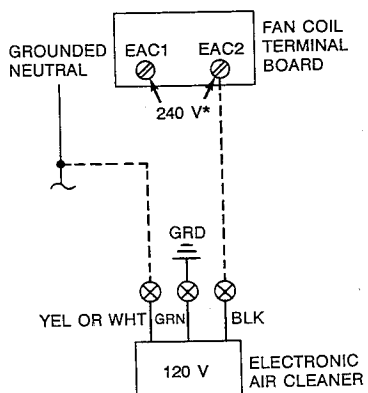 GROUNDED
NEUTRAL
EAC1
EAC2
FAN COIL
TERMINAL
BOARD
240 V*
GRD
YEL OR WHT
GRN
BLK
120 V
ELECTRONIC
AIR CLEANER